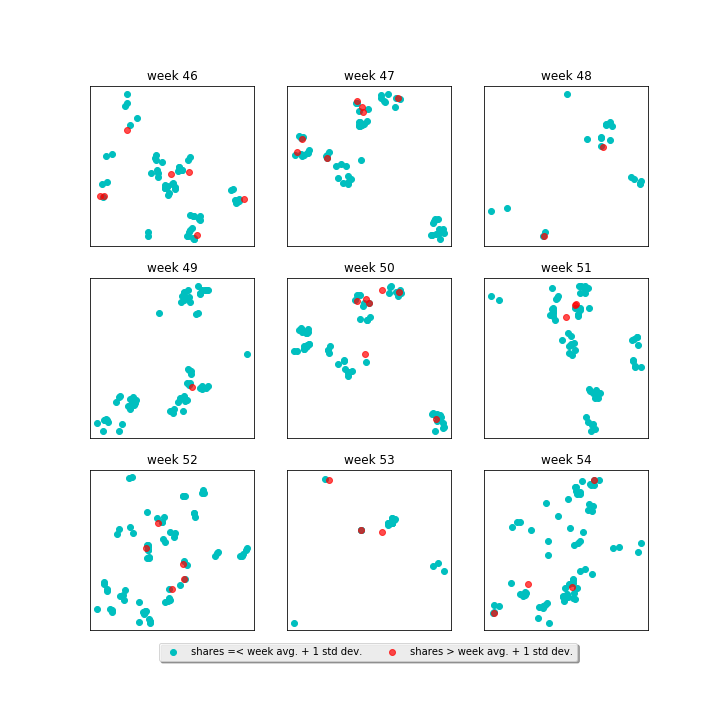 week 46
week 47
week 48
week 49
week 50
week 51
week 52
week 53
week 54
shares =< week avg. + 1 std dev.
shares > week avg. + 1 std dev.